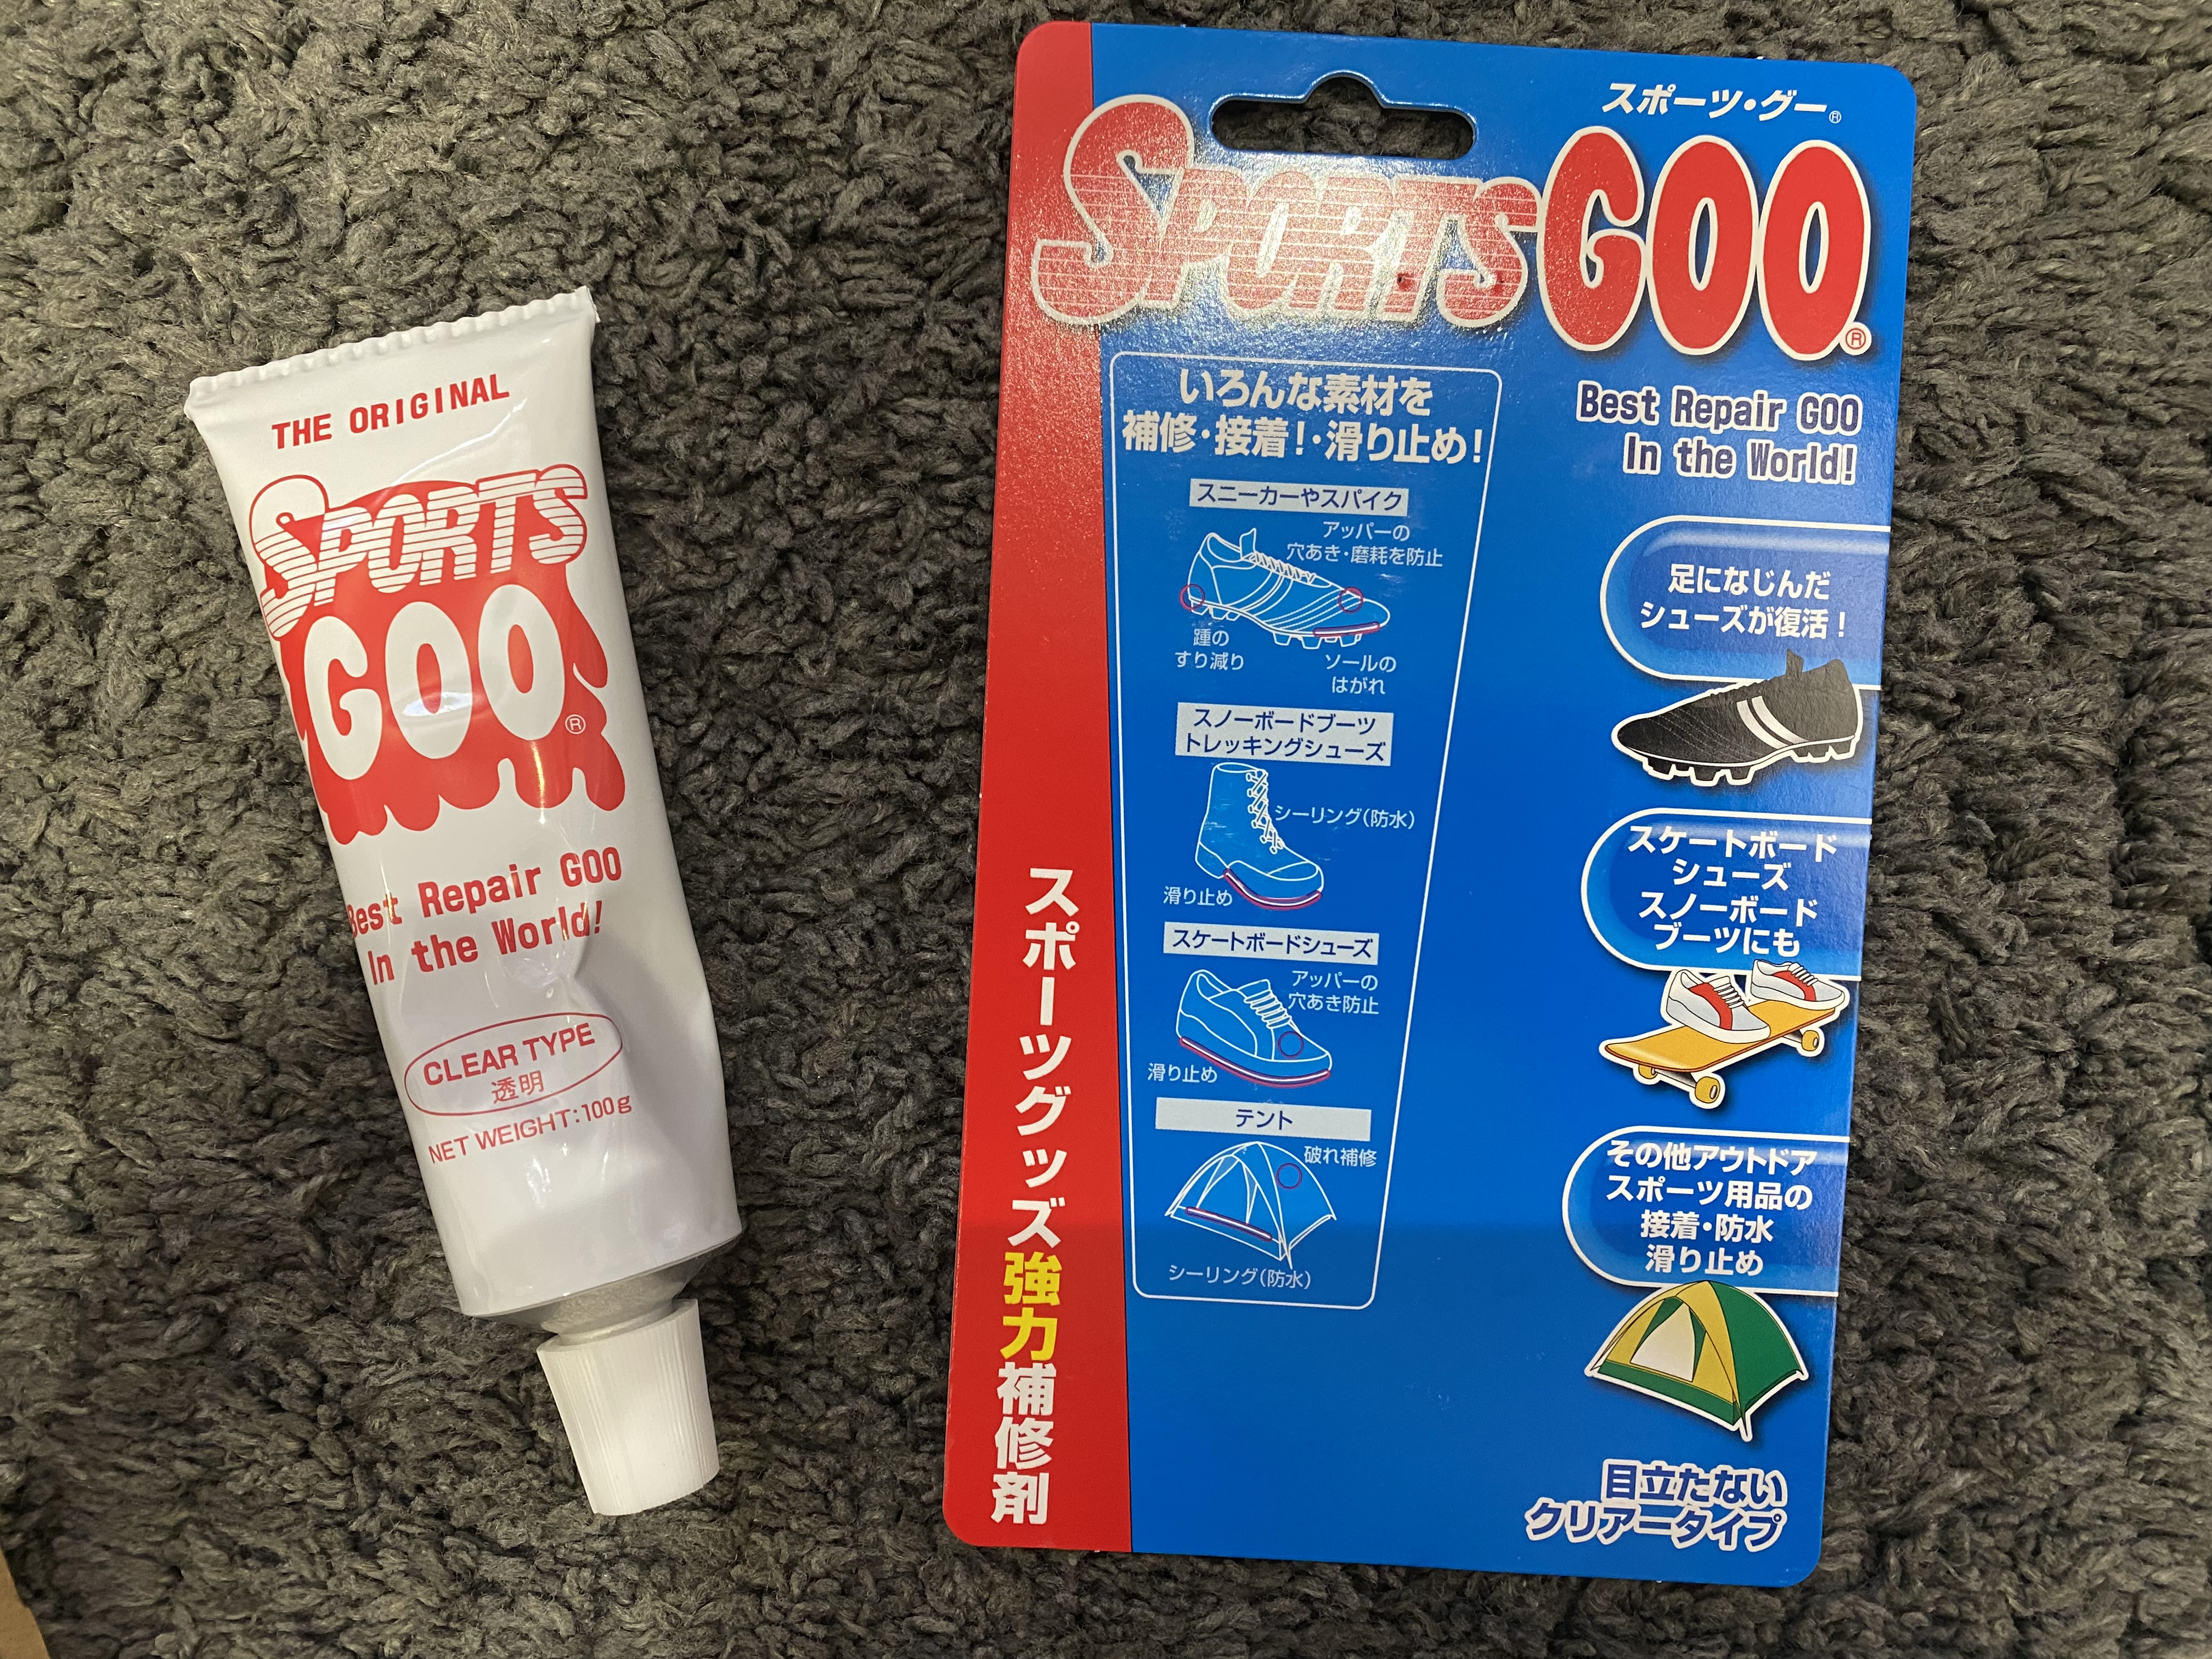 THE ORIGINAL
SPORTS
GOO®
Best Repair GOO
In the World!
CLEAR TYPE
透明
NET WEIGHT:100g
スポーツ・グー®
SPORTS GOO®
Best Repair GOO
In the World!
いろんな素材を
補修・接着!・滑り止め!
スニーカーやスパイク
アッパーの
穴あき・磨耗を防止
踵の
すり減り
ソールの
はがれ
スノーボードブーツ
トレッキングシューズ
シーリング(防水)
滑り止め
スケートボードシューズ
アッパーの
穴あき防止
滑り止め
テント
破れ補修
シーリング(防水)
足になじんだ
シューズが復活!
スケートボード
シューズ
スノーボード
ブーツにも
その他アウトドア
スポーツ用品の
接着・防水
滑り止め
目立たない
クリアータイプ
スポーツグッズ強力補修剤